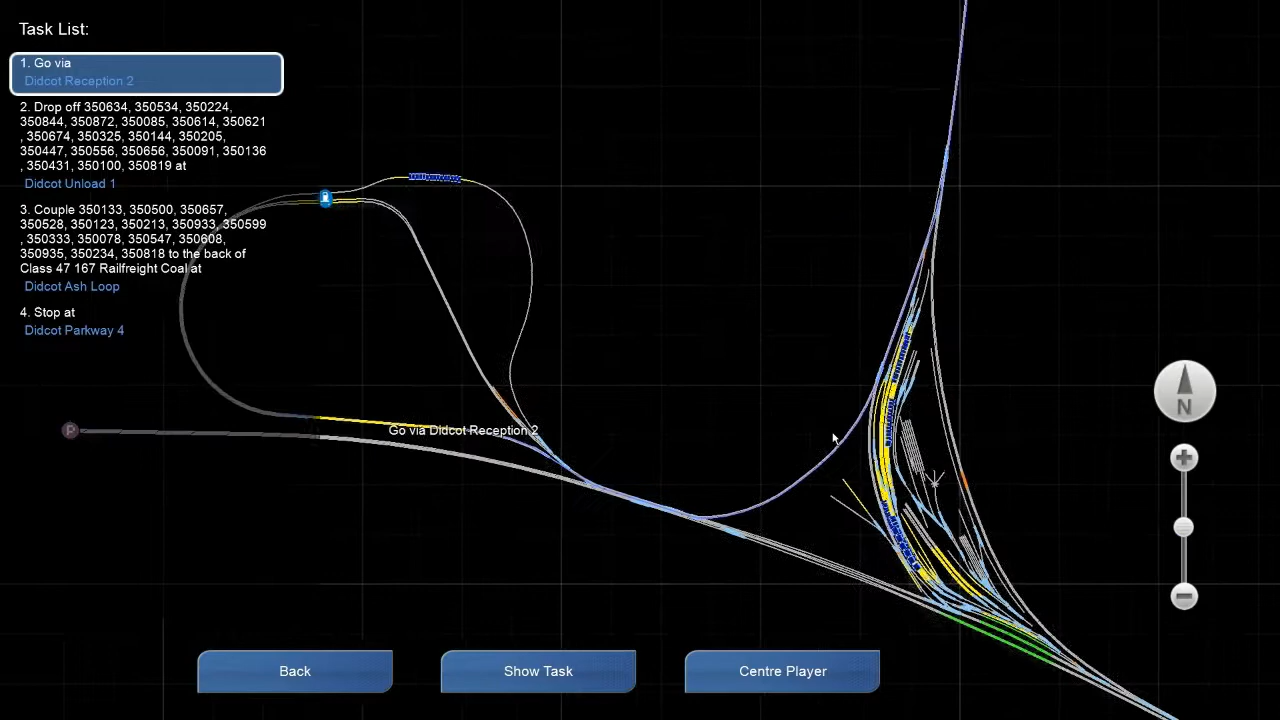 Task List:
1. Go via
Didcot Reception 2
2. Drop off 350634, 350534, 350224,
350844, 350872, 350085, 350614, 350621
, 350674, 350325, 350144, 350205,
350447, 350556, 350656, 350091, 350136
, 350431, 350100, 350819 at
Didcot Unload 1
3. Couple 350133, 350500, 350657,
350528, 350123, 350213, 350933, 350599
, 350333, 350078, 350547, 350608,
350935, 350234, 350818 to the back of
Class 47 167 Railfreight Coal at
Didcot Ash Loop
4. Stop at
Didcot Parkway 4
P
Go via Didcot Reception 2
N
Back
Show Task
Centre Player